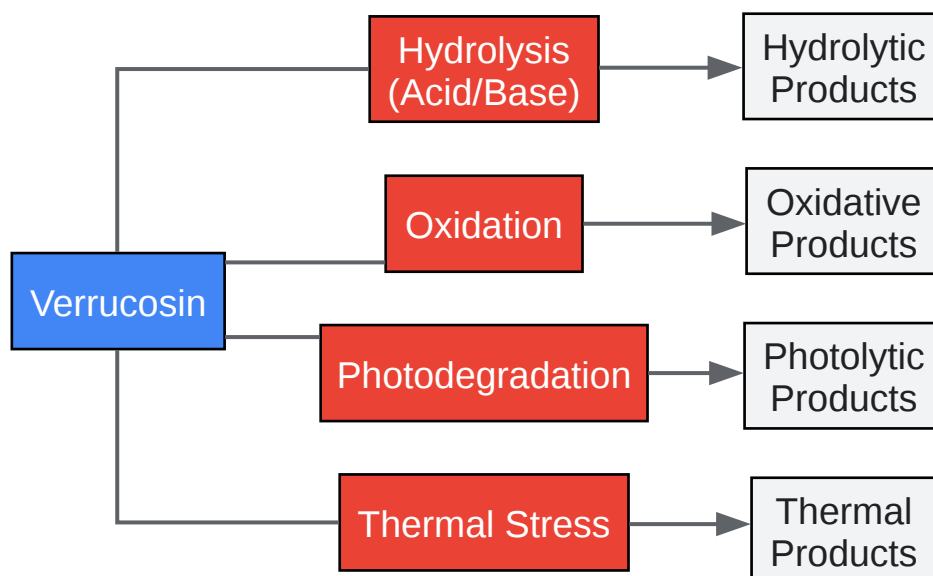 Hydrolysis
(Acid/Base)
Hydrolytic
Products
Oxidation
Oxidative
Products
Verrucosin
Photodegradation
Photolytic
Products
Thermal Stress
Thermal
Products